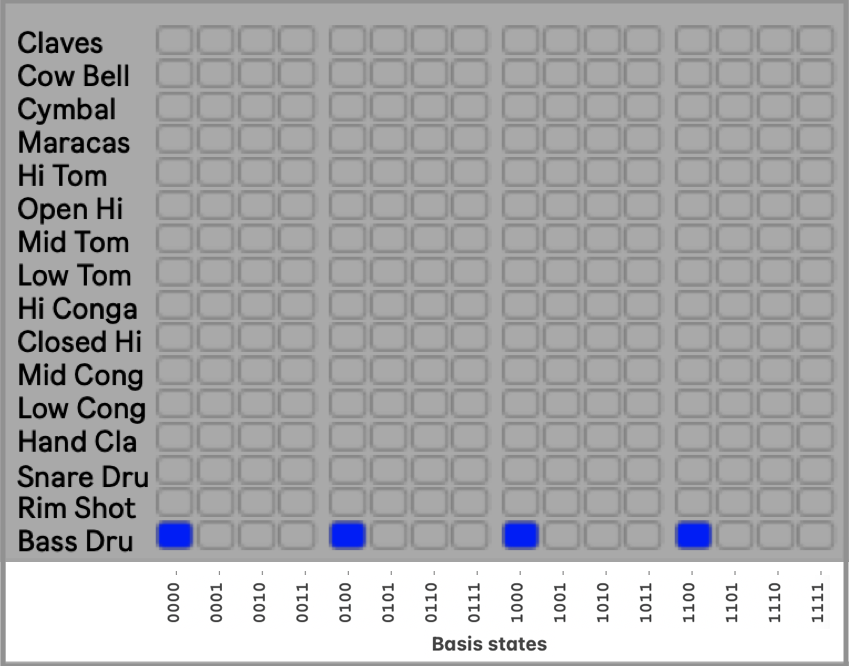 Claves
Cow Bell
Cymbal
Maracas
Hi Tom
Open Hi
Mid Tom
Low Tom
Hi Conga
Closed Hi
Mid Cong
Low Cong
Hand Cla
Snare Dru
Rim Shot
Bass Dru
0000 0001 0010 0011 0100 0101 0110 0111 1000 1001 1010 1011 1100 1101 1110 1111
Basis states